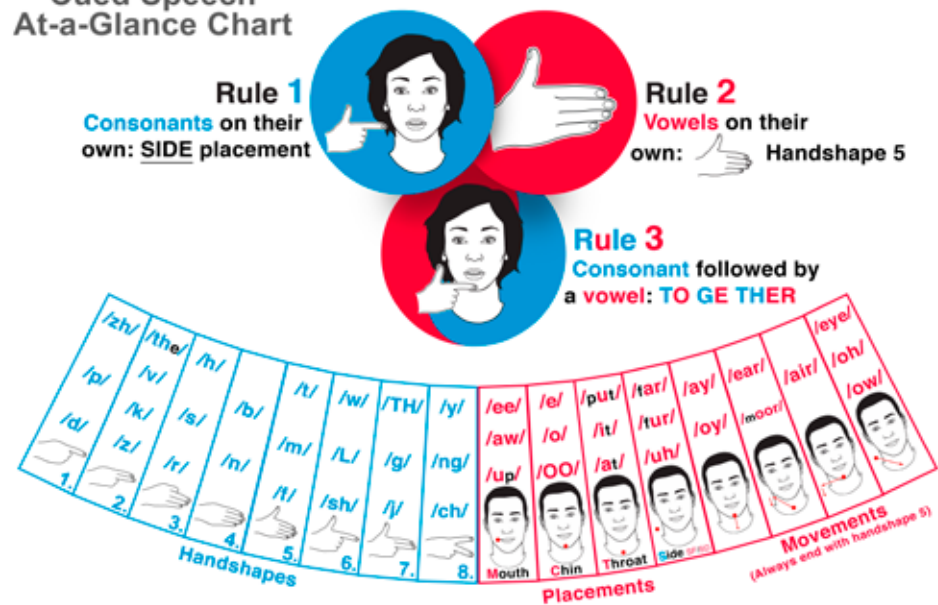 Cued Speech
At-a-Glance Chart
Rule 1
Consonants on their
own: SIDE placement
Rule 2
Vowels on their
own: Handshape 5
Rule 3
Consonant followed by
a vowel: TO GE THER
/zh/
/p/
/d/
1.
/the/
/v/
/k/
/z/
2.
/h/
/s/
/r/
3.
/b/
/n/
4.
/t/
/m/
/f/
5.
/w/
/L/
/sh/
6.
/TH/
/g/
/j/
7.
/y/
/ng/
/ch/
8.
Handshapes
/ee/
/aw/
/up/
Mouth
/e/
/o/
/OO/
Chin
/put/
/it/
/at/
Throat
/far/
/fur/
/uh/
Side
/ay/
/oy/
/ear/
/moor/
/air/
/eye/
/oh/
/ow/
Placements
Movements
(Always end with handshape 5)